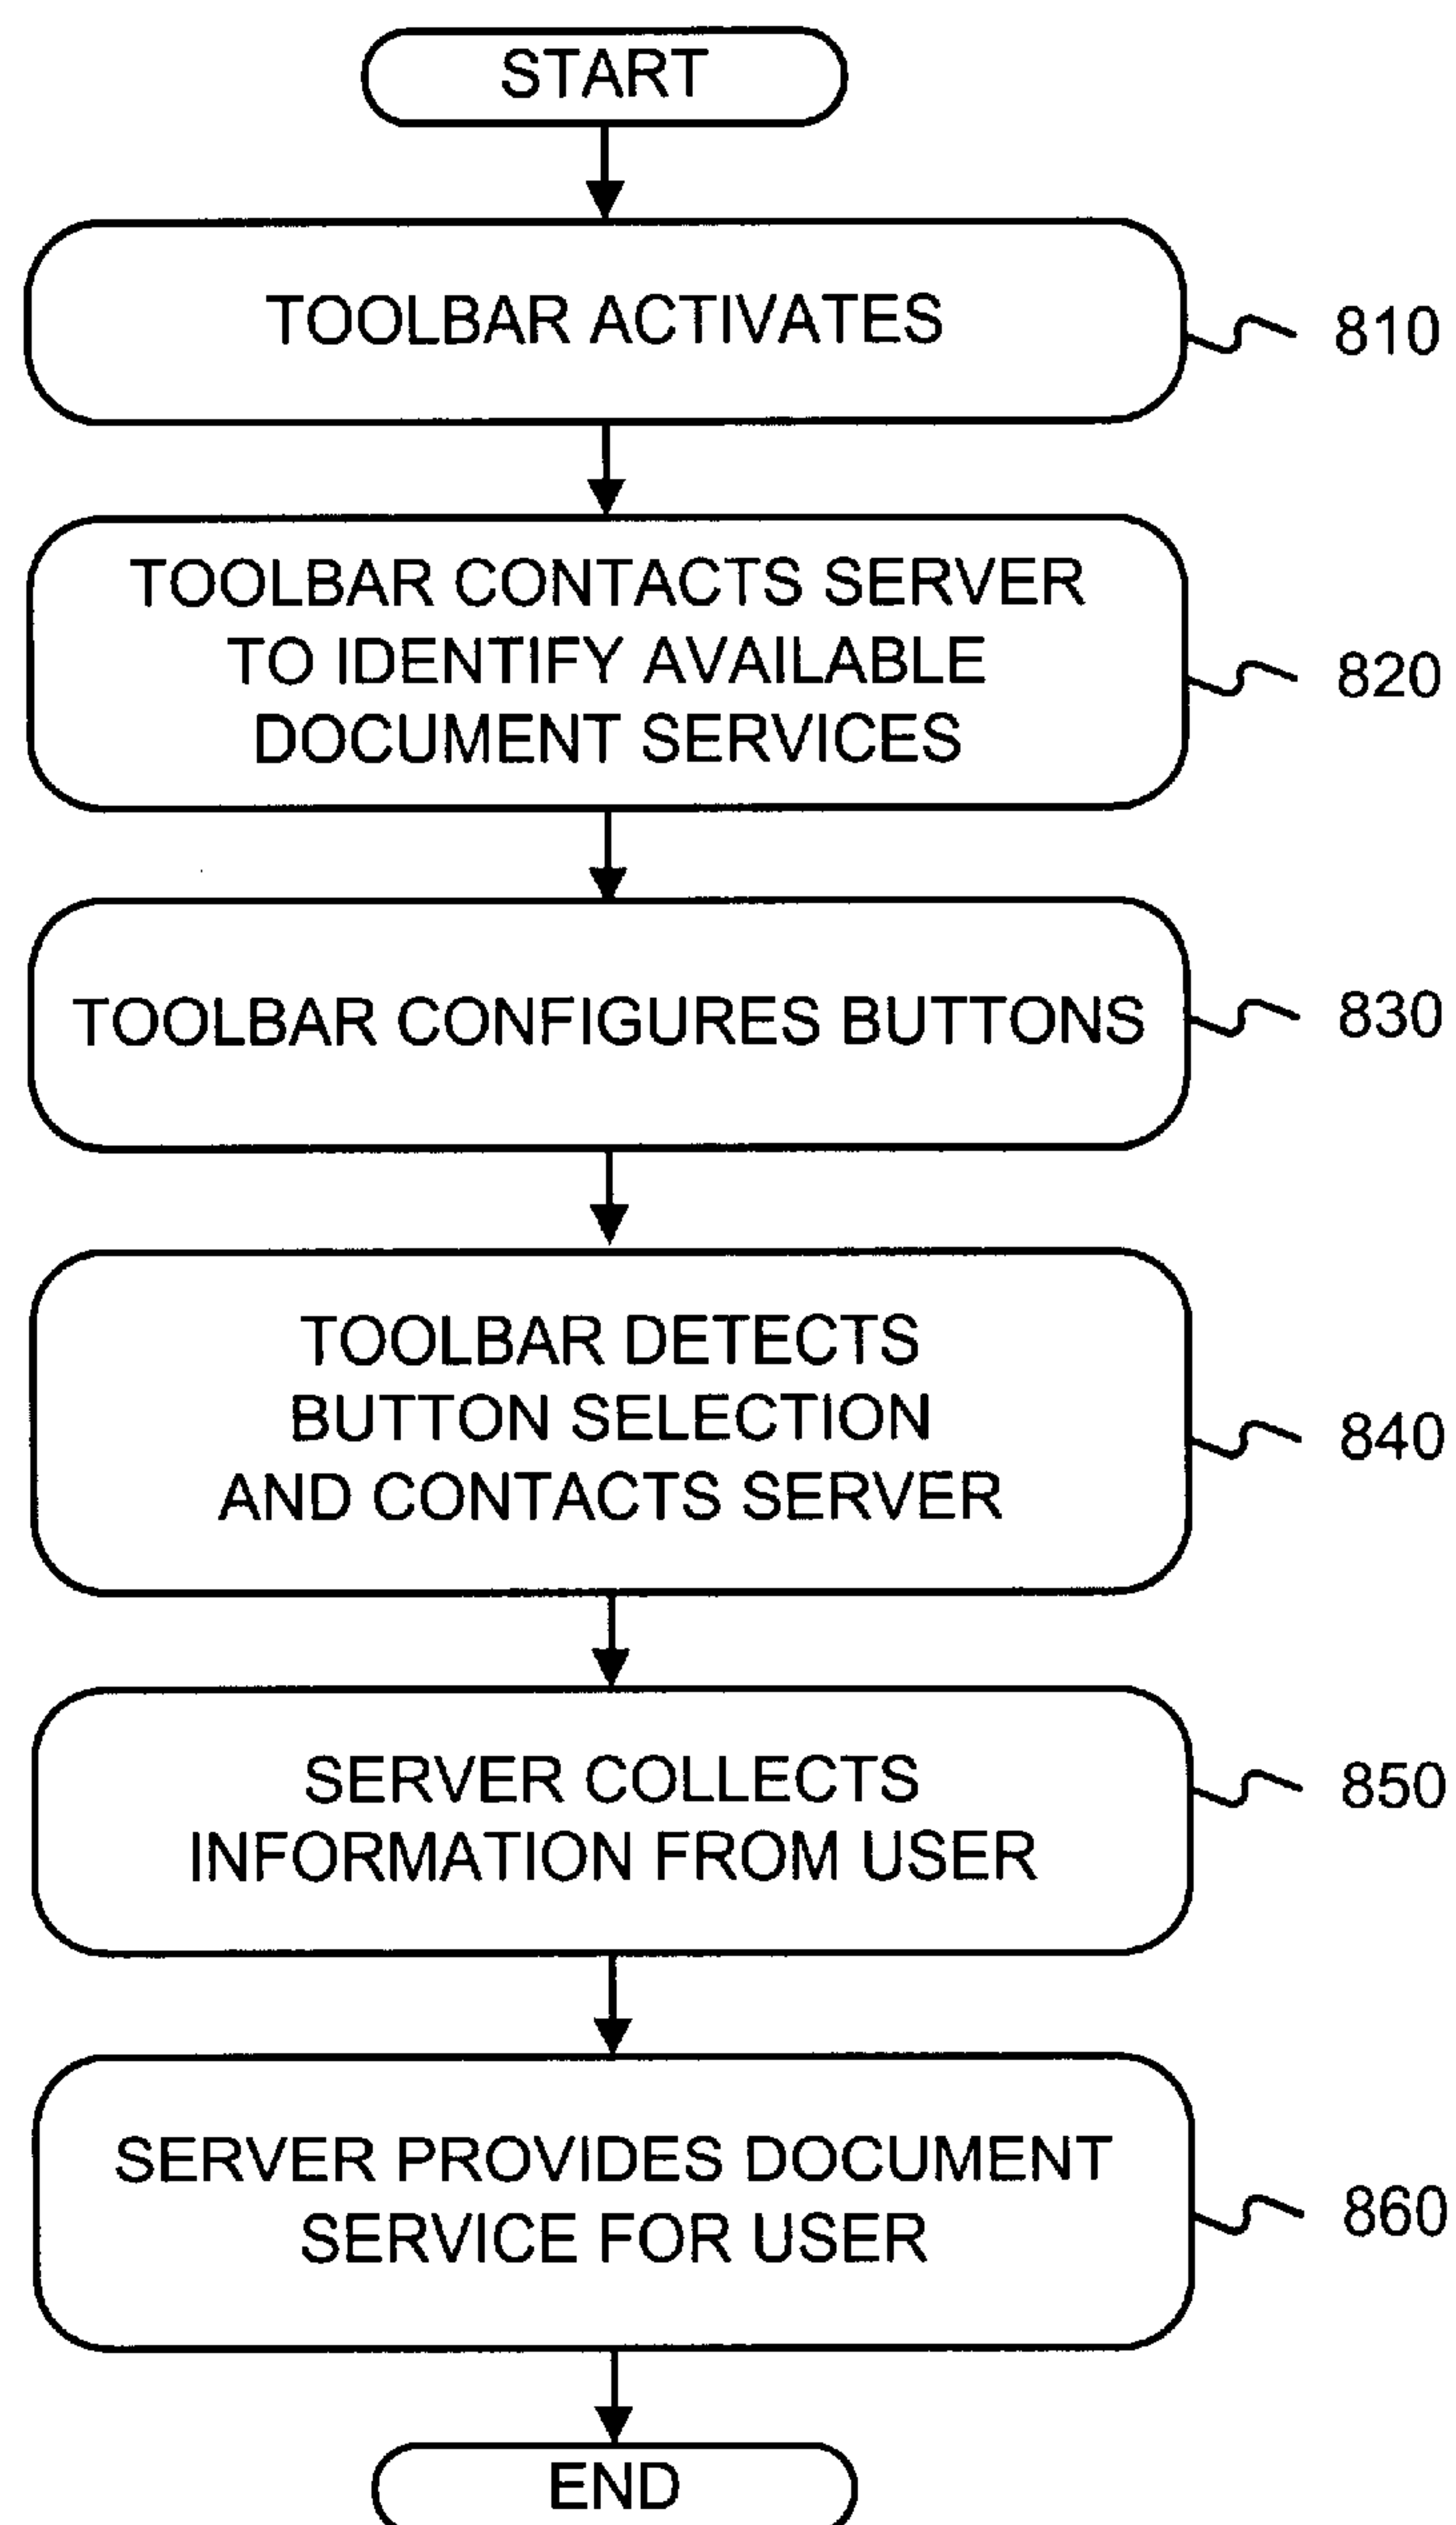 START
TOOLBAR ACTIVATES
810
TOOLBAR CONTACTS SERVER
TO IDENTIFY AVAILABLE
DOCUMENT SERVICES
820
TOOLBAR CONFIGURES BUTTONS
830
TOOLBAR DETECTS
BUTTON SELECTION
AND CONTACTS SERVER
840
SERVER COLLECTS
INFORMATION FROM USER
850
SERVER PROVIDES DOCUMENT
SERVICE FOR USER
860
END